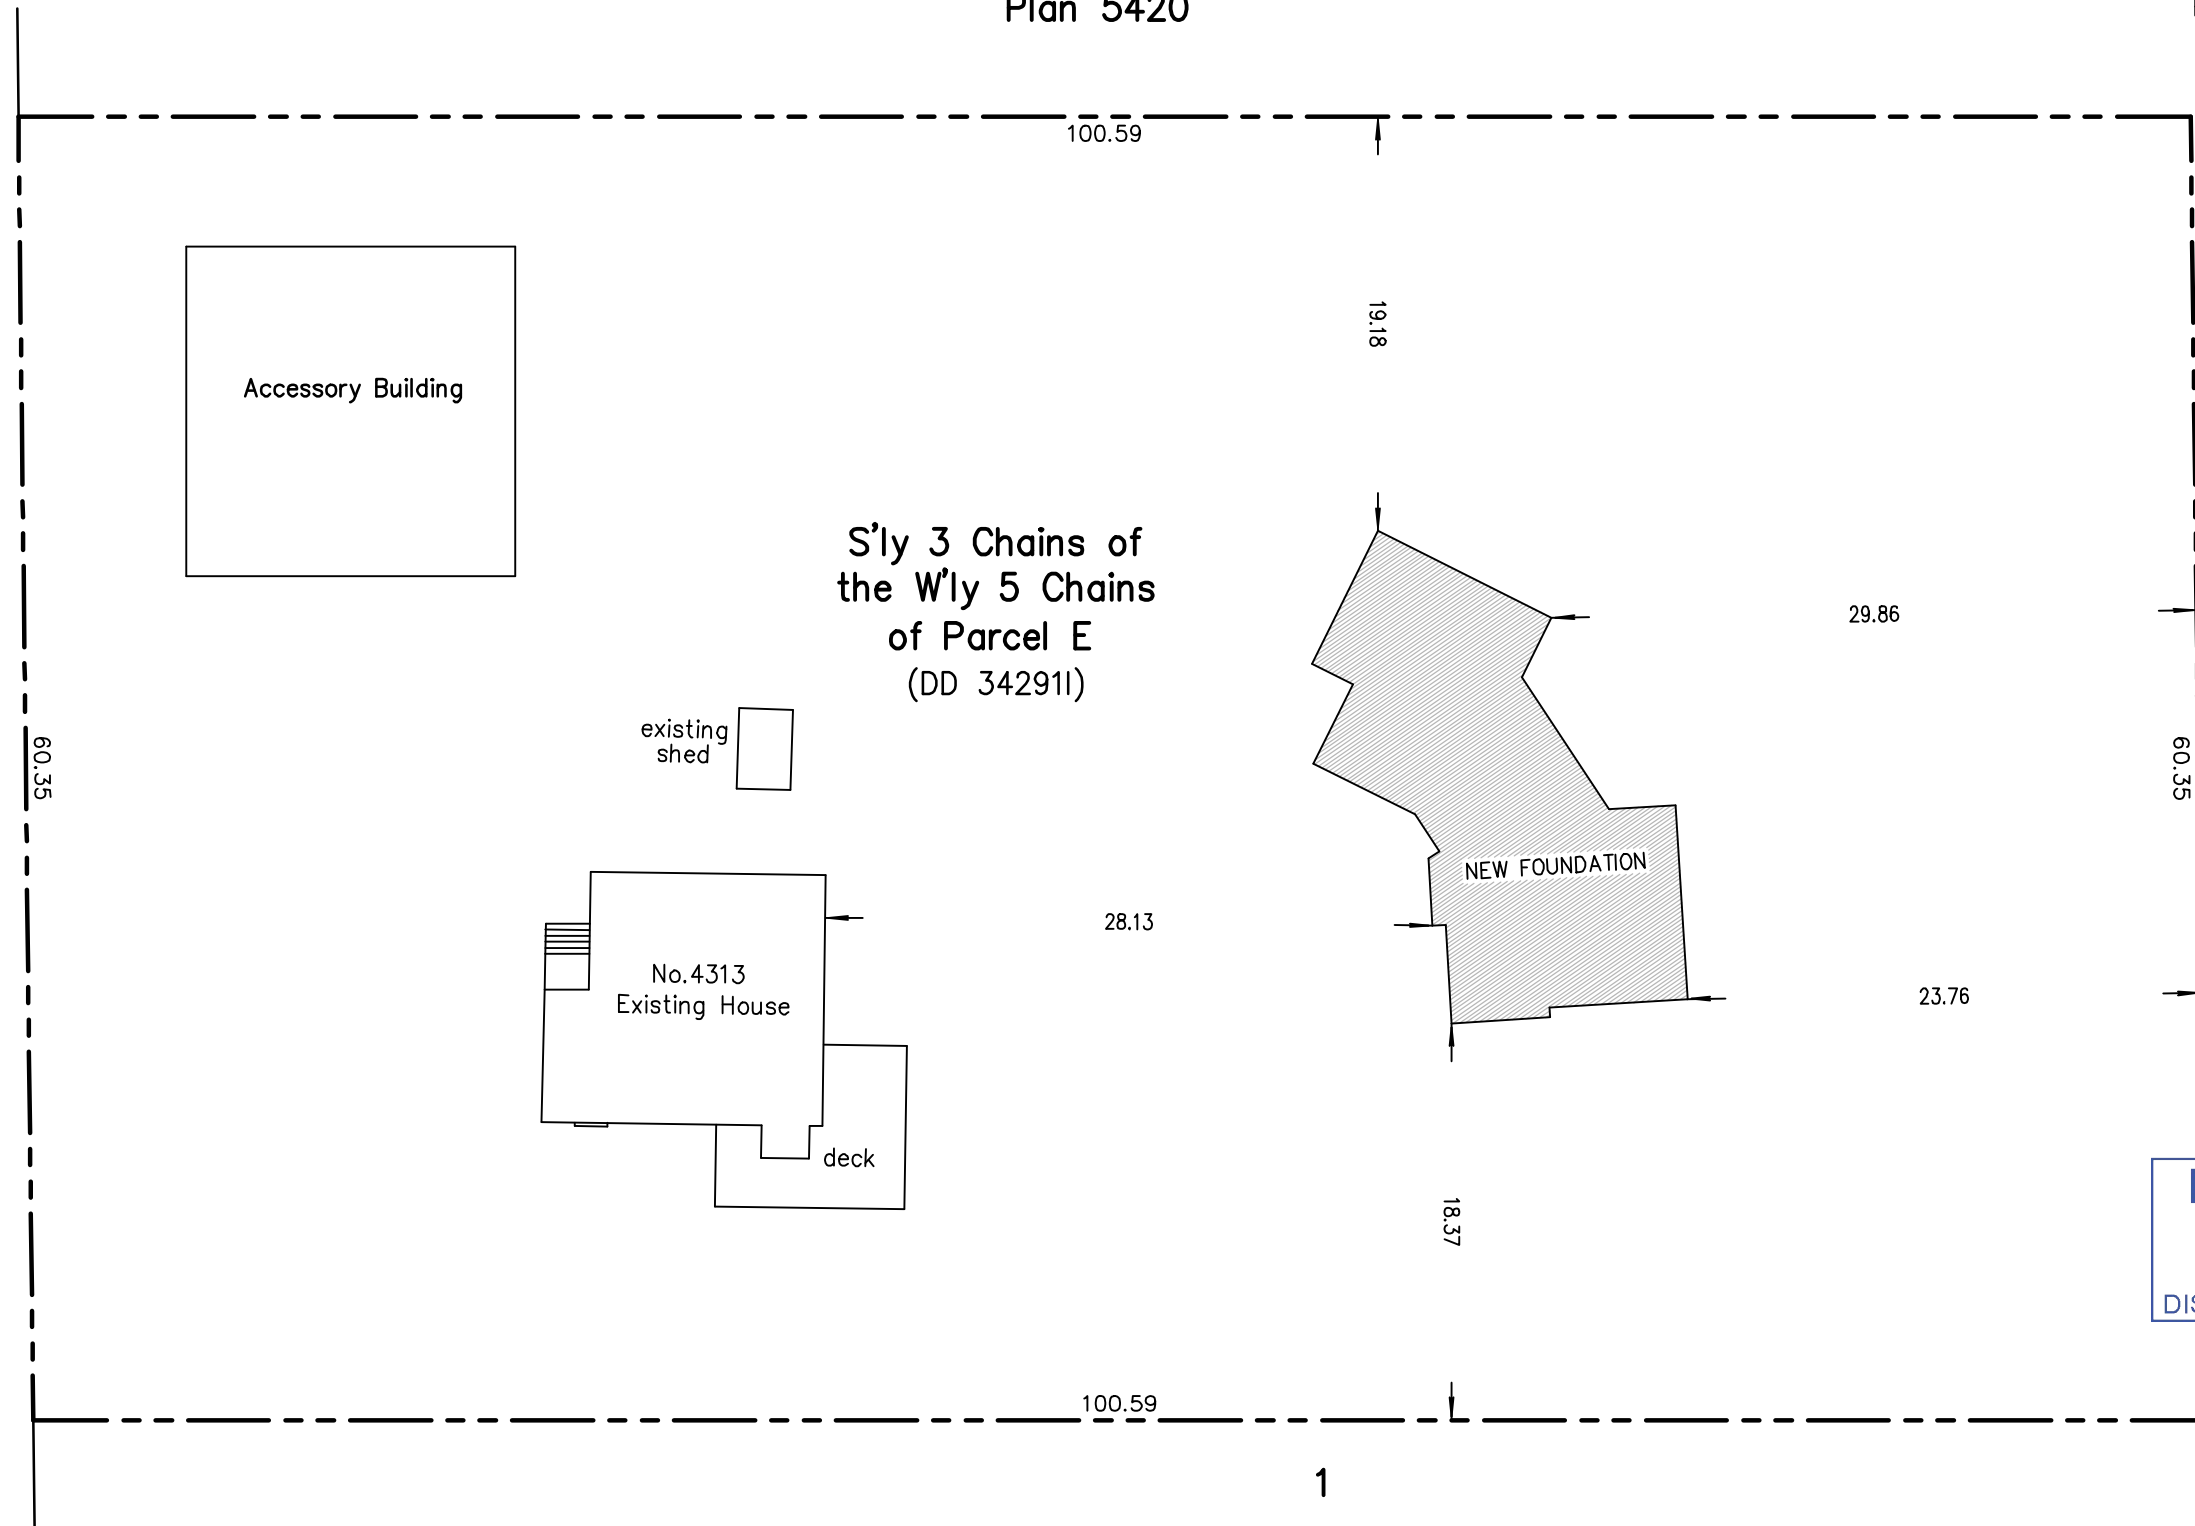 Plan 5420
100.59
19.18
Accessory Building
S'ly 3 Chains of
the W'ly 5 Chains
of Parcel E
(DD 34291I)
29.86
existing
shed
60.35
60.35
NEW FOUNDATION
28.13
No.4313
Existing House
23.76
deck
18.37
100.59
1